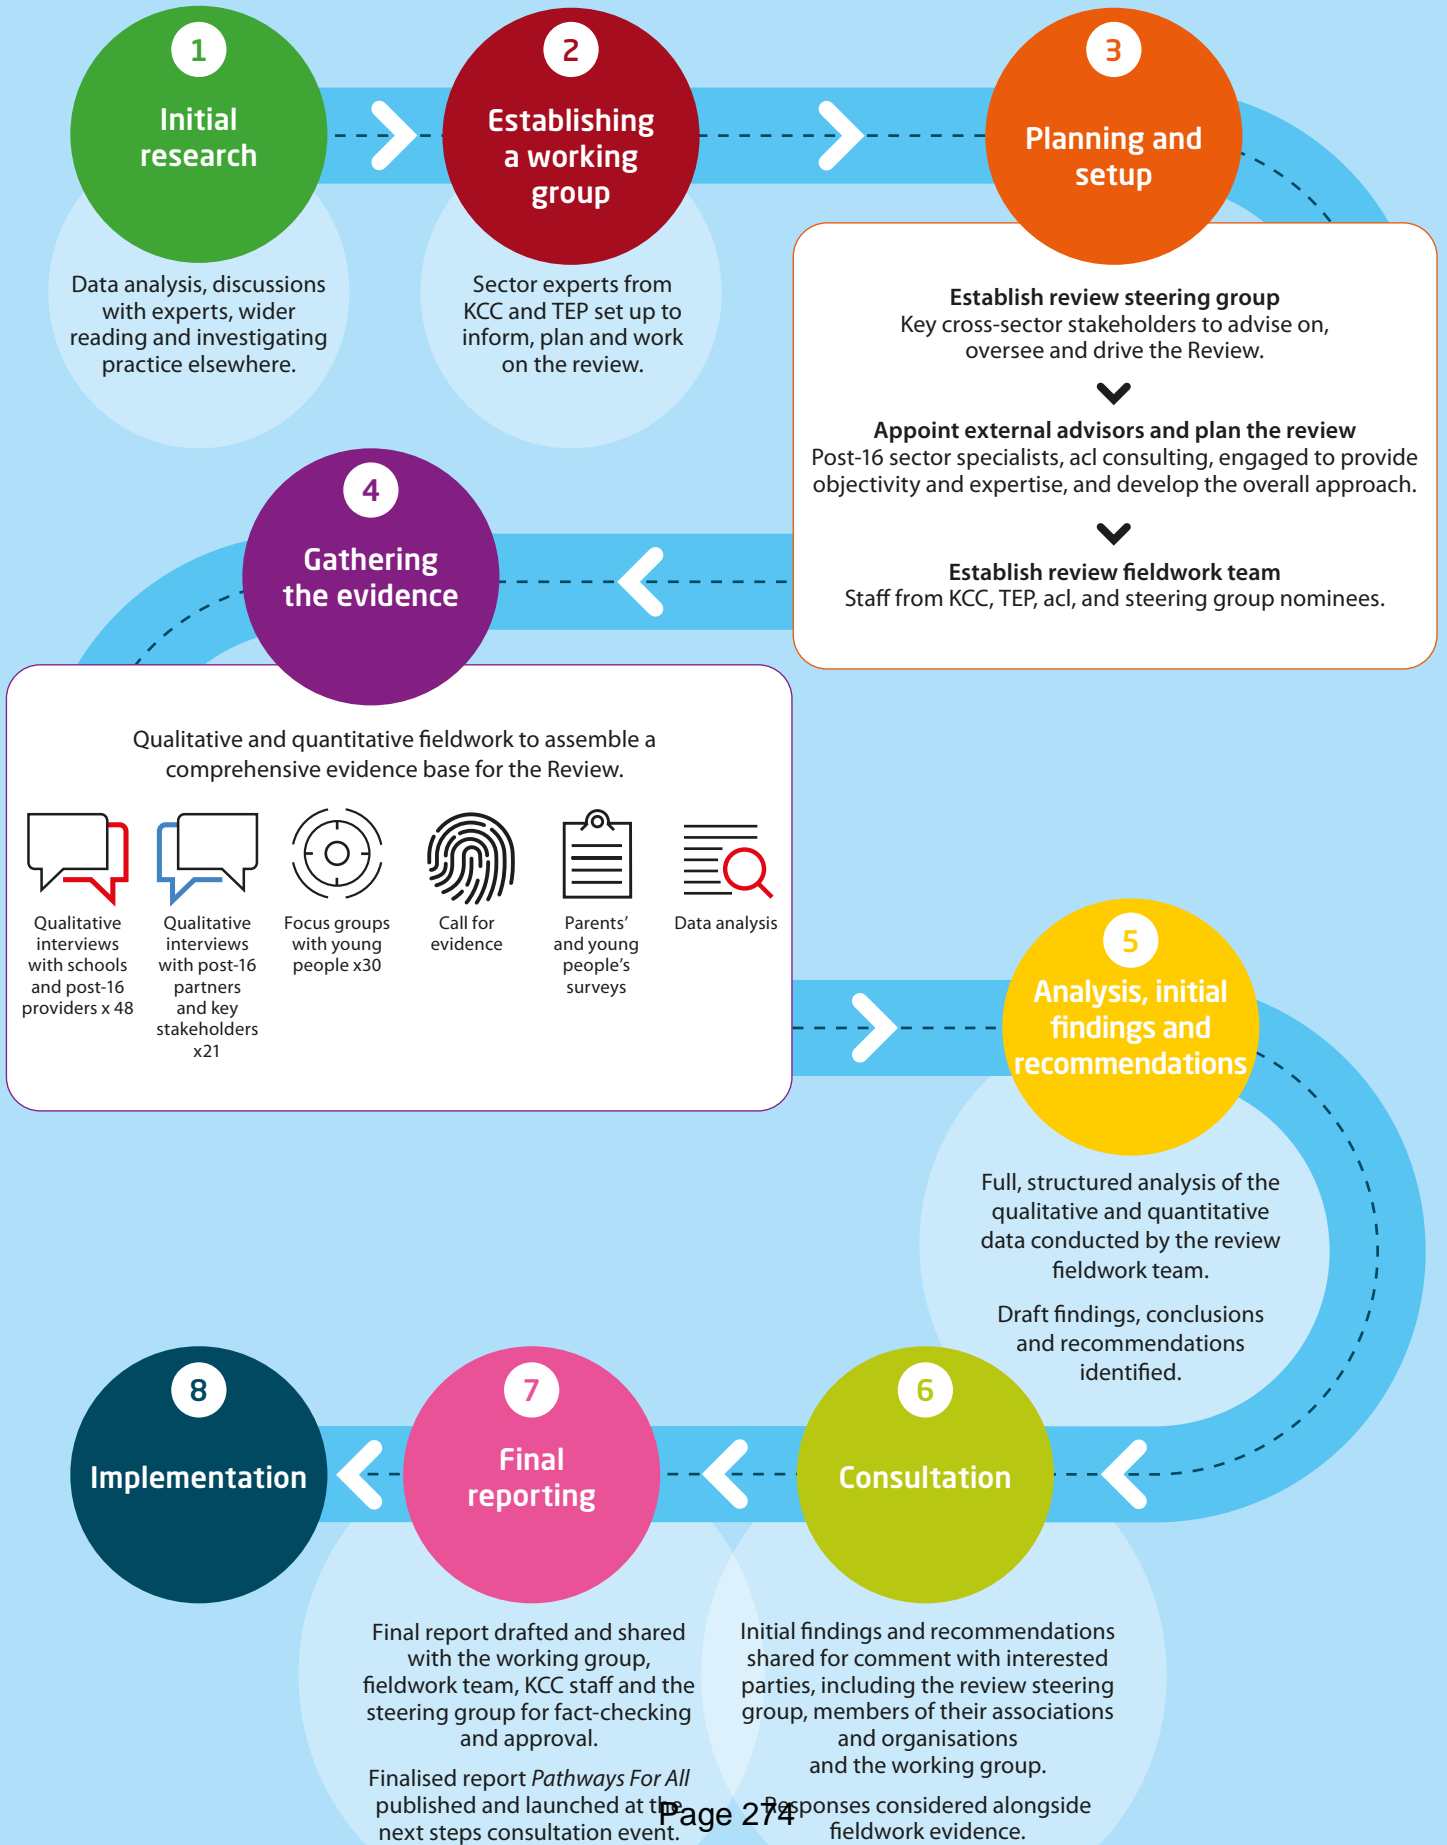 1
Initial
research
Data analysis, discussions
with experts, wider
reading and investigating
practice elsewhere.
2
Establishing
a working
group
Sector experts from
KCC and TEP set up to
inform, plan and work
on the review.
3
Planning and
setup
Establish review steering group
Key cross-sector stakeholders to advise on,
oversee and drive the Review.
Appoint external advisors and plan the review
Post-16 sector specialists, acl consulting, engaged to provide
objectivity and expertise, and develop the overall approach.
Establish review fieldwork team
Staff from KCC, TEP, acl, and steering group nominees.
4
Gathering
the evidence
Qualitative and quantitative fieldwork to assemble a
comprehensive evidence base for the Review.
Qualitative
interviews
with schools
and post-16
providers x 48
Qualitative
interviews
with post-16
partners
and key
stakeholders
x21
Focus groups
with young
people x30
Call for
evidence
Parents’
and young
people’s
surveys
Data analysis
5
Analysis, initial
findings and
recommendations
Full, structured analysis of the
qualitative and quantitative
data conducted by the review
fieldwork team.
Draft findings, conclusions
and recommendations
identified.
6
Consultation
Initial findings and recommendations
shared for comment with interested
parties, including the review steering
group, members of their associations
and organisations
and the working group.
Responses considered alongside
fieldwork evidence.
7
Final
reporting
Final report drafted and shared
with the working group,
fieldwork team, KCC staff and the
steering group for fact-checking
and approval.
Finalised report Pathways For All
published and launched at the
next steps consultation event.
8
Implementation
Page 274